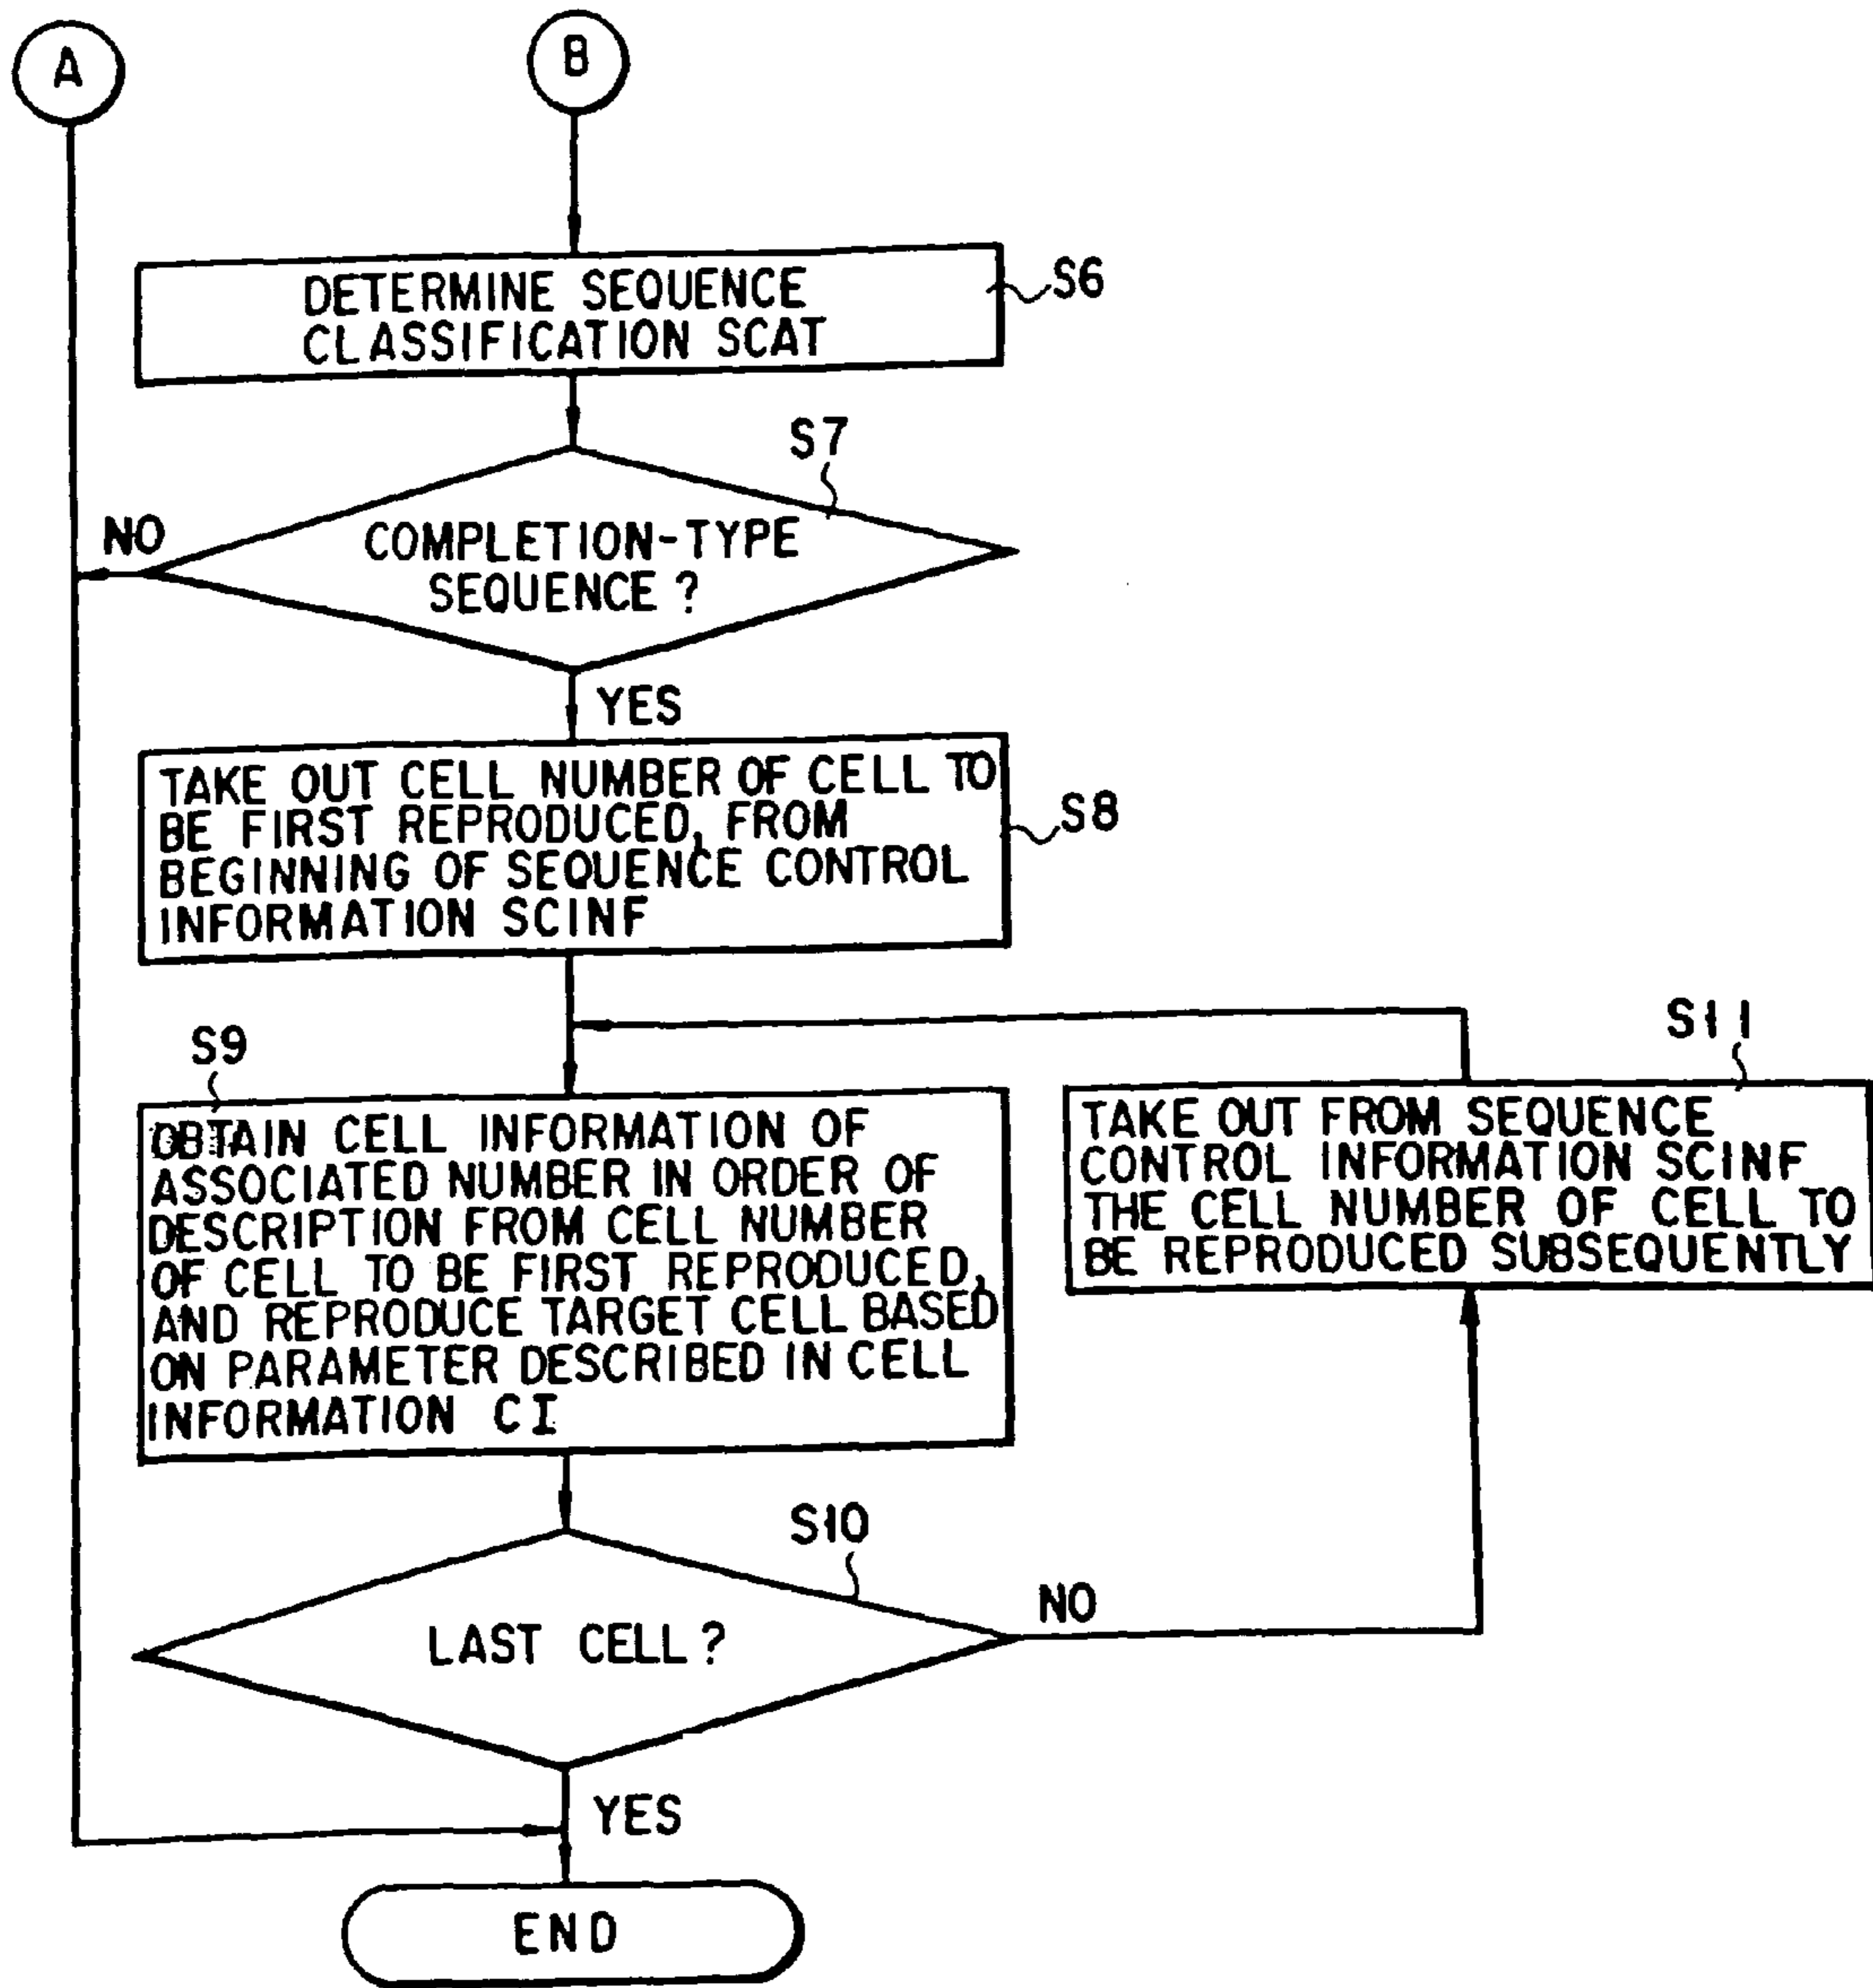 A
B
DETERMINE SEQUENCE
CLASSIFICATION SCAT
S6
S7
NO
COMPLETION-TYPE
SEQUENCE ?
YES
TAKE OUT CELL NUMBER OF CELL TO
BE FIRST REPRODUCED, FROM
BEGINNING OF SEQUENCE CONTROL
INFORMATION SCINF
S8
S9
OBTAIN CELL INFORMATION OF
ASSOCIATED NUMBER IN ORDER OF
DESCRIPTION FROM CELL NUMBER
OF CELL TO BE FIRST REPRODUCED,
AND REPRODUCE TARGET CELL BASED
ON PARAMETER DESCRIBED IN CELL
INFORMATION CI
S11
TAKE OUT FROM SEQUENCE
CONTROL INFORMATION SCINF
THE CELL NUMBER OF CELL TO
BE REPRODUCED SUBSEQUENTLY
S10
LAST CELL ?
NO
YES
END